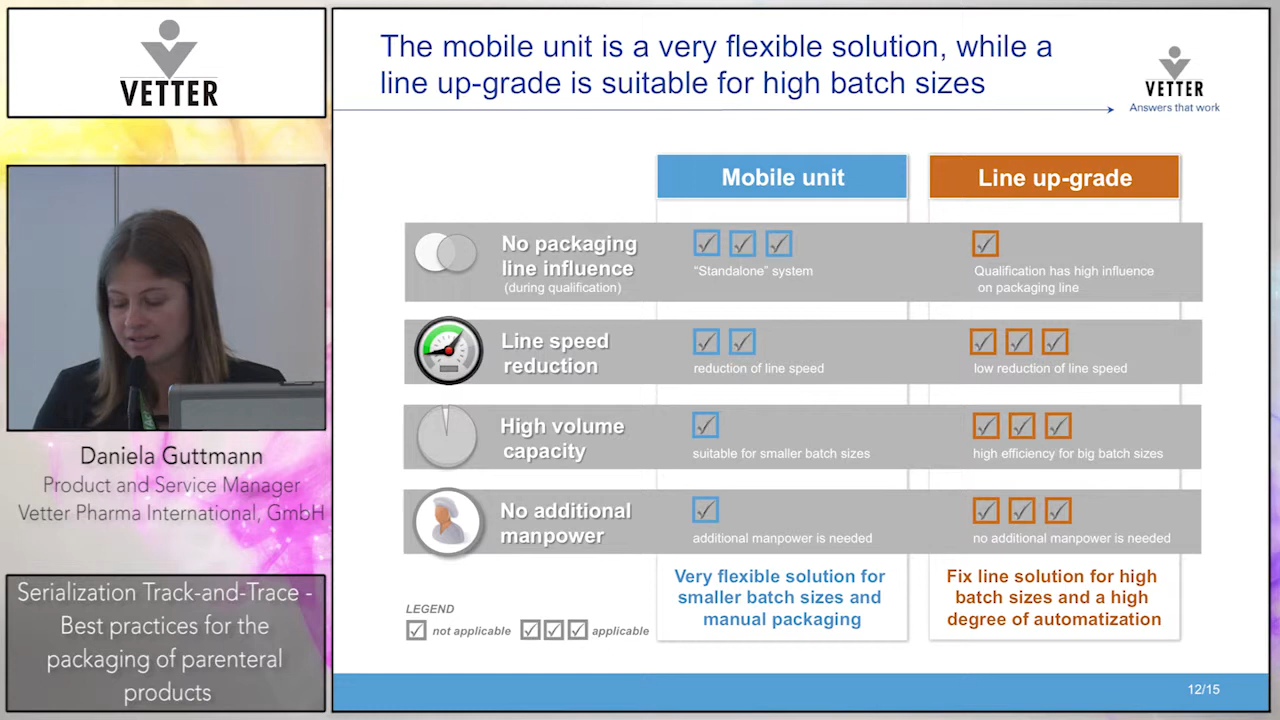 VETTER
Daniela Guttmann
Product and Service Manager
Vetter Pharma International, GmbH
Serialization Track-and-Trace -
Best practices for the
packaging of parenteral
products
The mobile unit is a very flexible solution, while a
line up-grade is suitable for high batch sizes
VETTER
Answers that work
Mobile unit
Line up-grade
No packaging
line influence
(during qualification)
"Standalone" system
Qualification has high influence
on packaging line
Line speed
reduction
reduction of line speed
low reduction of line speed
High volume
capacity
suitable for smaller batch sizes
high efficiency for big batch sizes
No additional
manpower
additional manpower is needed
no additional manpower is needed
Very flexible solution for
smaller batch sizes and
manual packaging
Fix line solution for high
batch sizes and a high
degree of automatization
LEGEND
not applicable
applicable
12/15